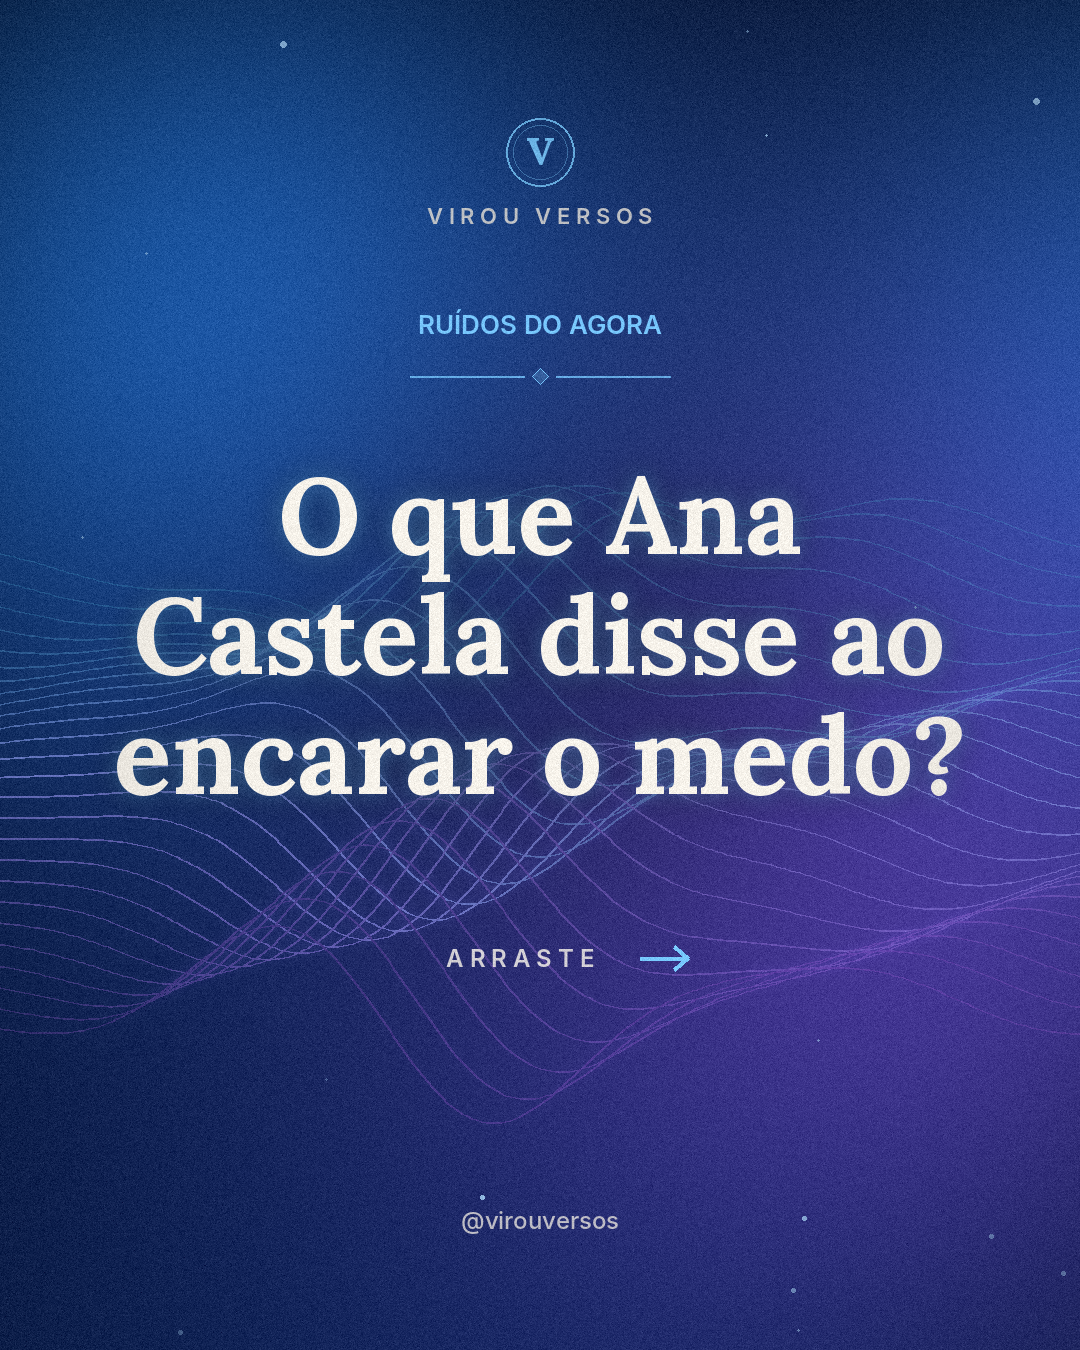 V
VIROU VERSOS
RUÍDOS DO AGORA
O que Ana
Castela disse ao
encarar o medo?
ARRASTE
@virouversos